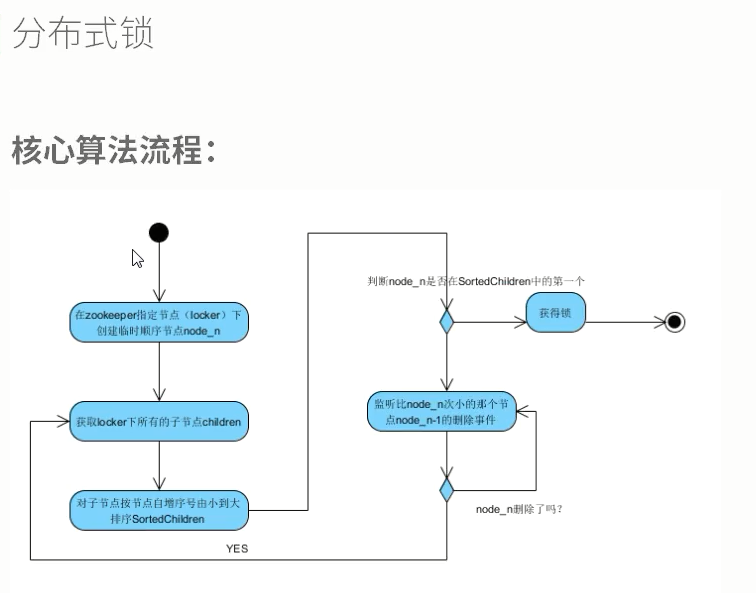 分布式锁
核心算法流程：
在zookeeper指定节点（locker）下
创建临时顺序节点node_n
获取locker下所有的子节点children
对子节点按节点自增序号由小到大
排序SortedChildren
YES
判断node_n是否在SortedChildren中的第一个
获得锁
监听比node_n次小的那个节
点node_n-1的删除事件
node_n删除了吗？